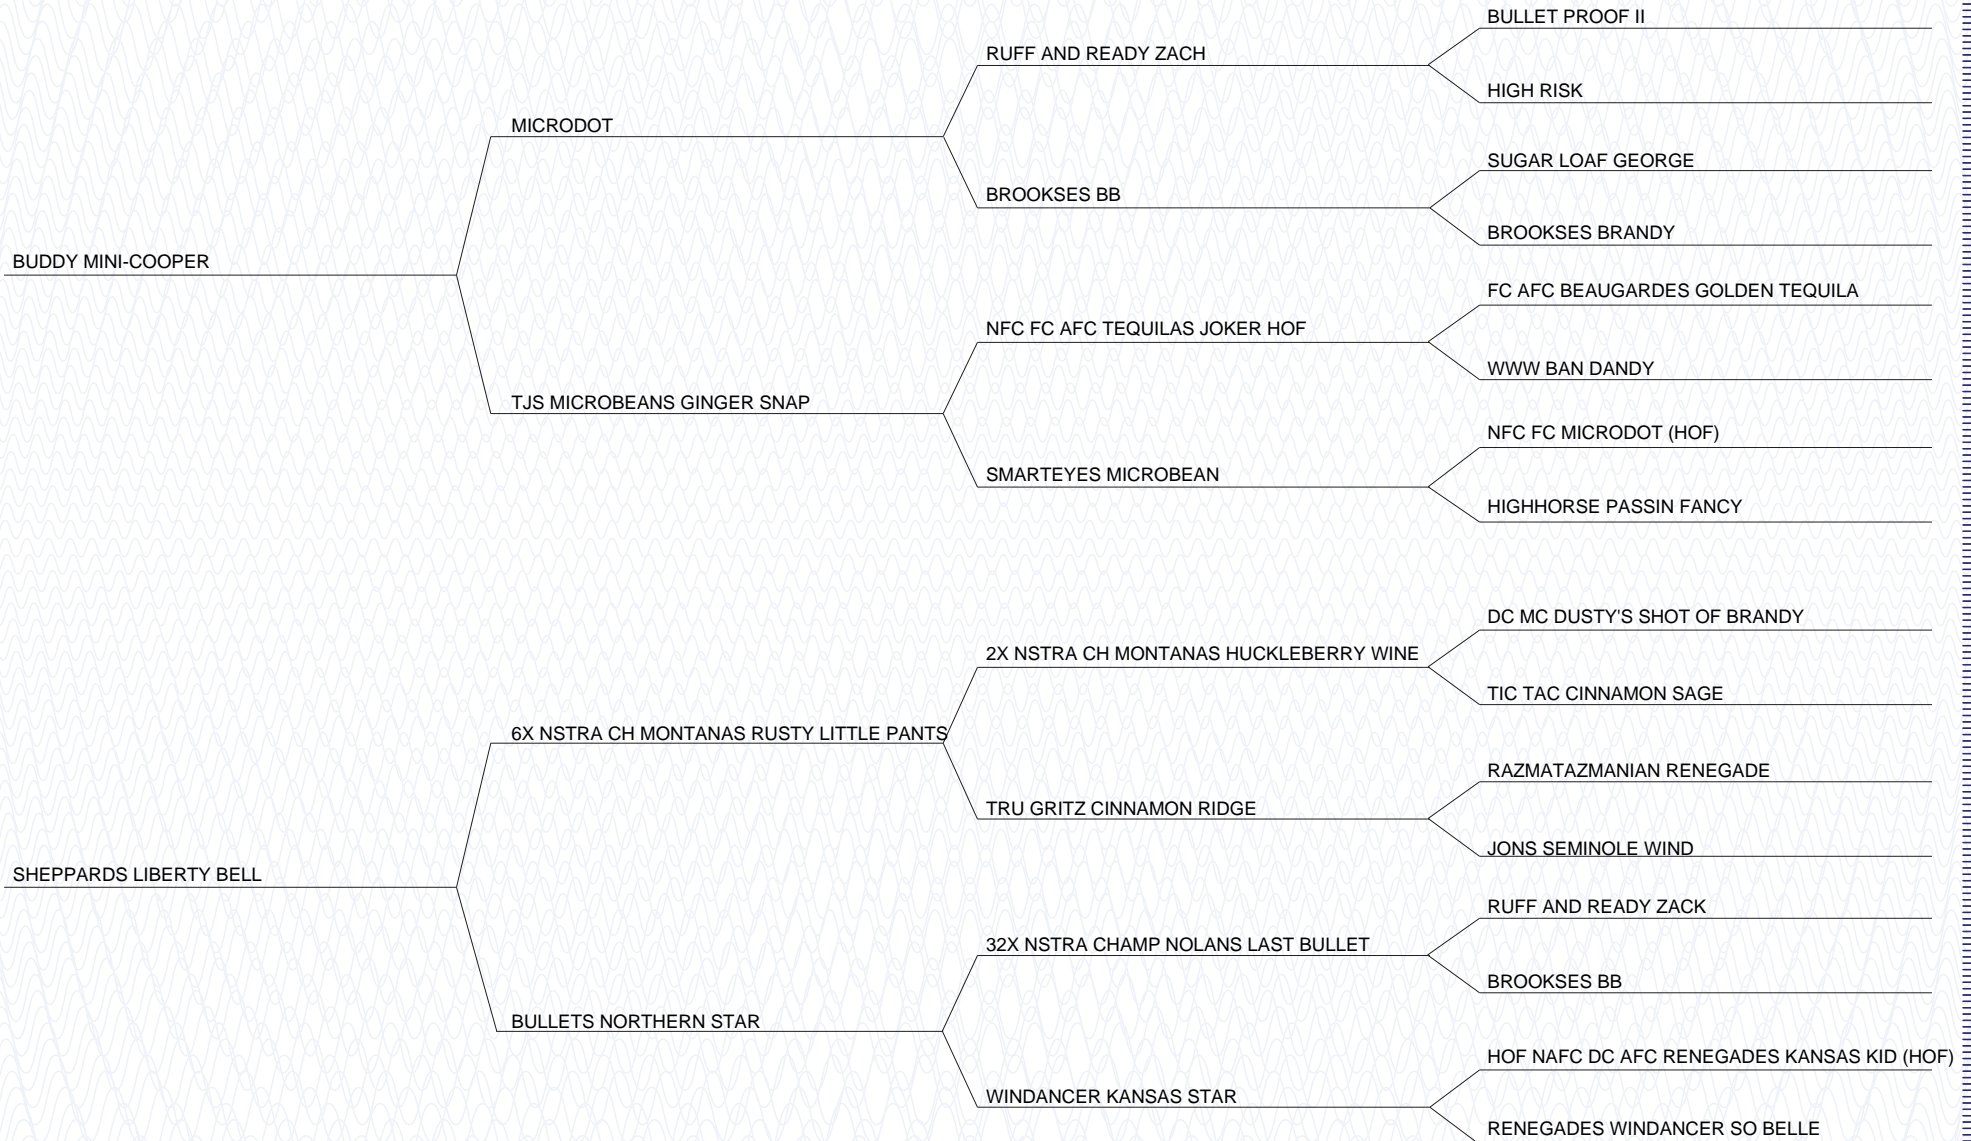 BULLET PROOF II
RUFF AND READY ZACH
HIGH RISK
MICRODOT
SUGAR LOAF GEORGE
BROOKSES BB
BROOKSES BRANDY
BUDDY MINI-COOPER
FC AFC BEAUGARDES GOLDEN TEQUILA
NFC FC AFC TEQUILAS JOKER HOF
WWW BAN DANDY
TJS MICROBEANS GINGER SNAP
NFC FC MICRODOT (HOF)
SMARTEYES MICROBEAN
HIGHHORSE PASSIN FANCY
DC MC DUSTY'S SHOT OF BRANDY
2X NSTRA CH MONTANAS HUCKLEBERRY WINE
TIC TAC CINNAMON SAGE
6X NSTRA CH MONTANAS RUSTY LITTLE PANTS
RAZMATAZMANIAN RENEGADE
TRU GRITZ CINNAMON RIDGE
JONS SEMINOLE WIND
SHEPPARDS LIBERTY BELL
RUFF AND READY ZACK
32X NSTRA CHAMP NOLANS LAST BULLET
BROOKSES BB
BULLETS NORTHERN STAR
HOF NAFC DC AFC RENEGADES KANSAS KID (HOF)
WINDANCER KANSAS STAR
RENEGADES WINDANCER SO BELLE